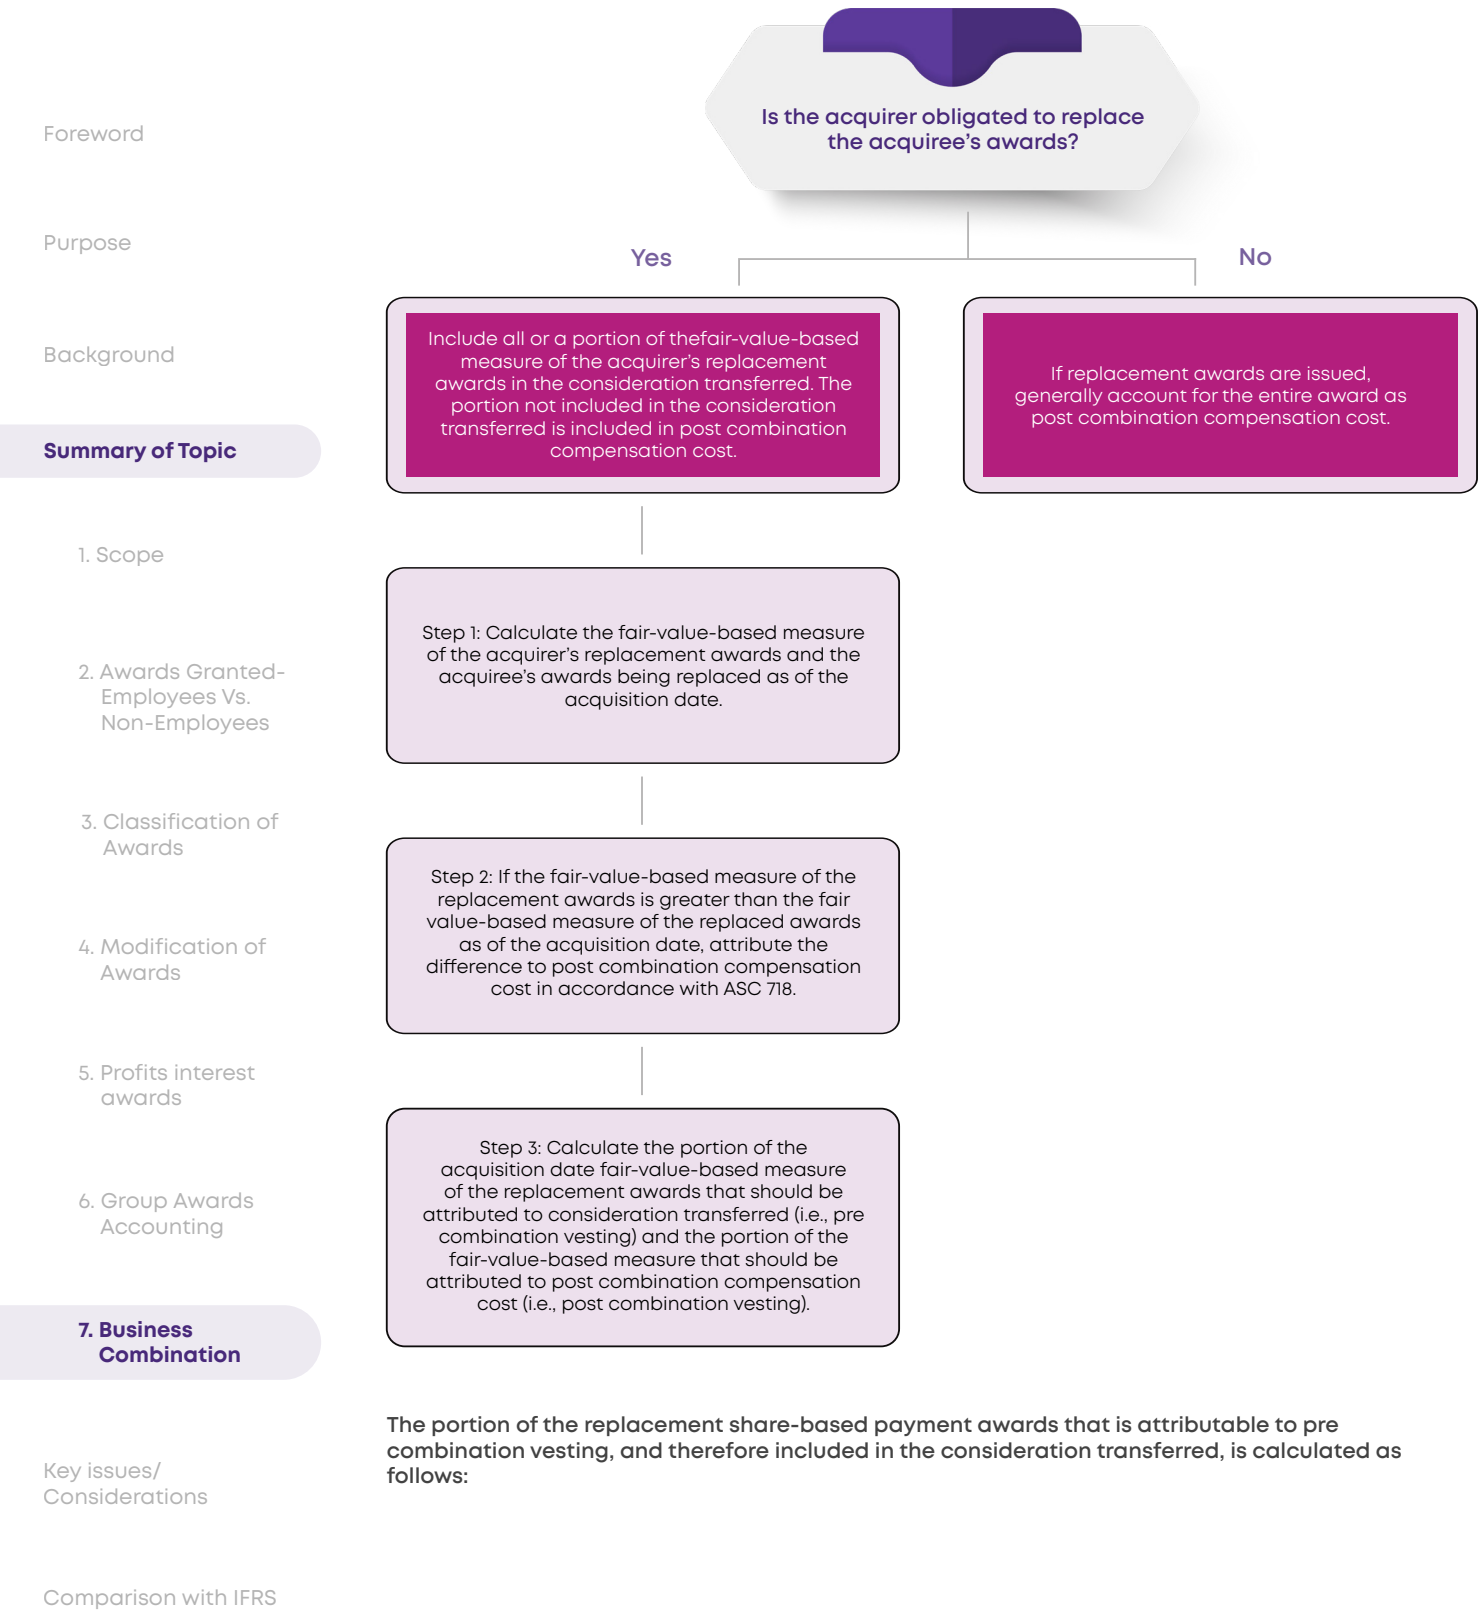 Foreword
Purpose
Background
Summary of Topic
1. Scope
2. Awards Granted-
Employees Vs.
Non-Employees
3. Classification of
Awards
4. Modification of
Awards
5. Profits interest
awards
6. Group Awards
Accounting
7. Business
Combination
Key issues/
Considerations
Comparison with IFRS
Is the acquirer obligated to replace
the acquiree's awards?
Yes
No
Include all or a portion of thefair-value-based
measure of the acquirer's replacement
awards in the consideration transferred. The
portion not included in the consideration
transferred is included in post combination
compensation cost.
If replacement awards are issued,
generally account for the entire award as
post combination compensation cost.
Step 1: Calculate the fair-value-based measure
of the acquirer's replacement awards and the
acquiree's awards being replaced as of the
acquisition date.
Step 2: If the fair-value-based measure of the
replacement awards is greater than the fair
value-based measure of the replaced awards
as of the acquisition date, attribute the
difference to post combination compensation
cost in accordance with ASC 718.
Step 3: Calculate the portion of the
acquisition date fair-value-based measure
of the replacement awards that should be
attributed to consideration transferred (i.e., pre
combination vesting) and the portion of the
fair-value-based measure that should be
attributed to post combination compensation
cost (i.e., post combination vesting).
The portion of the replacement share-based payment awards that is attributable to pre
combination vesting, and therefore included in the consideration transferred, is calculated as
follows: